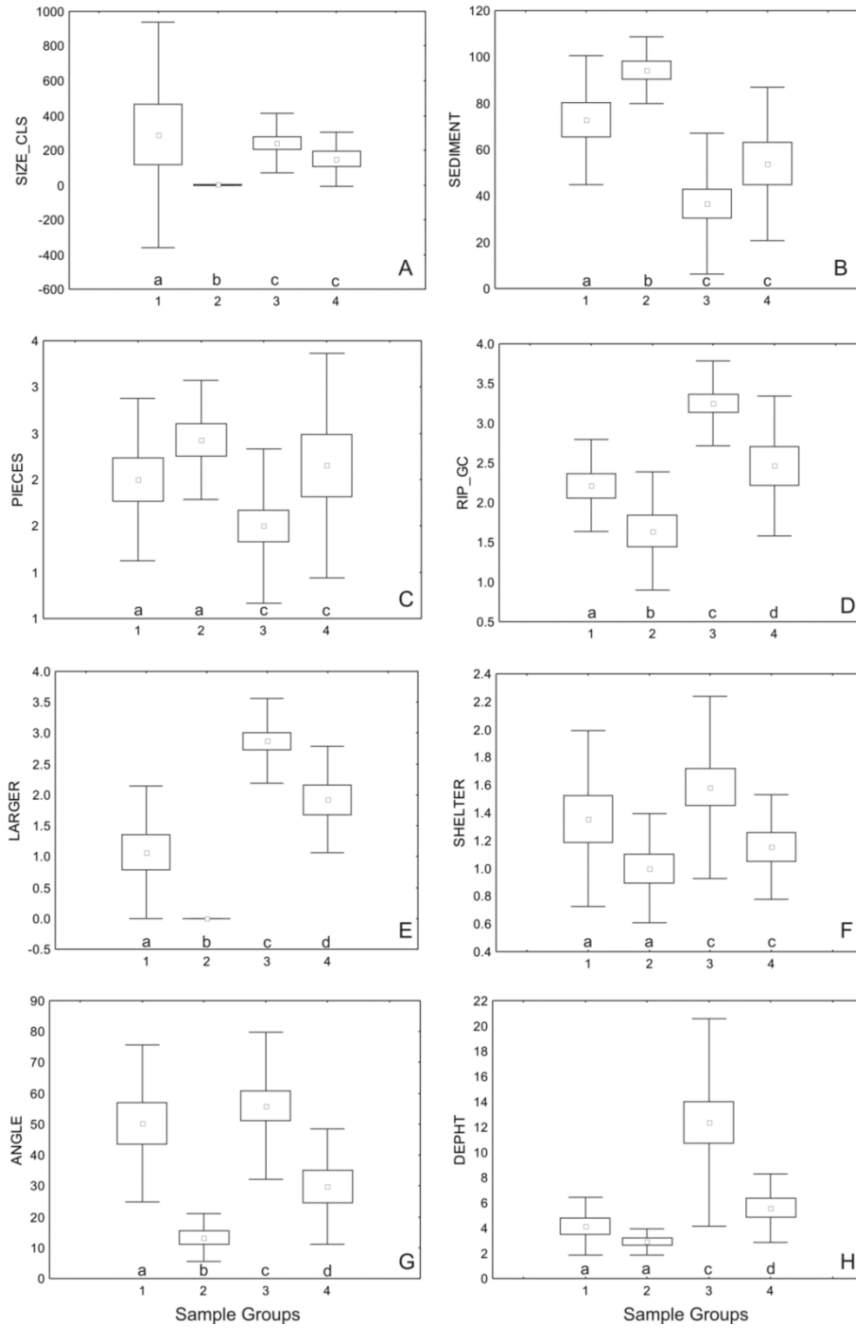 1000
800
600
400
200
0
-200
-400
-600
SIZE_CLS
a b c c
1 2 3 4
A
120
100
80
60
40
20
0
SEDIMENT
a b c c
1 2 3 4
B
4
3
3
2
2
1
1
PIECES
a a c c
1 2 3 4
C
4.0
3.5
3.0
2.5
2.0
1.5
1.0
0.5
RIP_GC
a b c d
1 2 3 4
D
4.0
3.5
3.0
2.5
2.0
1.5
1.0
0.5
0.0
-0.5
LARGER
a b c d
1 2 3 4
E
2.4
2.2
2.0
1.8
1.6
1.4
1.2
1.0
0.8
0.6
0.4
SHELTER
a a c c
1 2 3 4
F
90
80
70
60
50
40
30
20
10
0
ANGLE
a b c d
1 2 3 4
G
Sample Groups
22
20
18
16
14
12
10
8
6
4
2
0
DEPHT
a a c d
1 2 3 4
H
Sample Groups